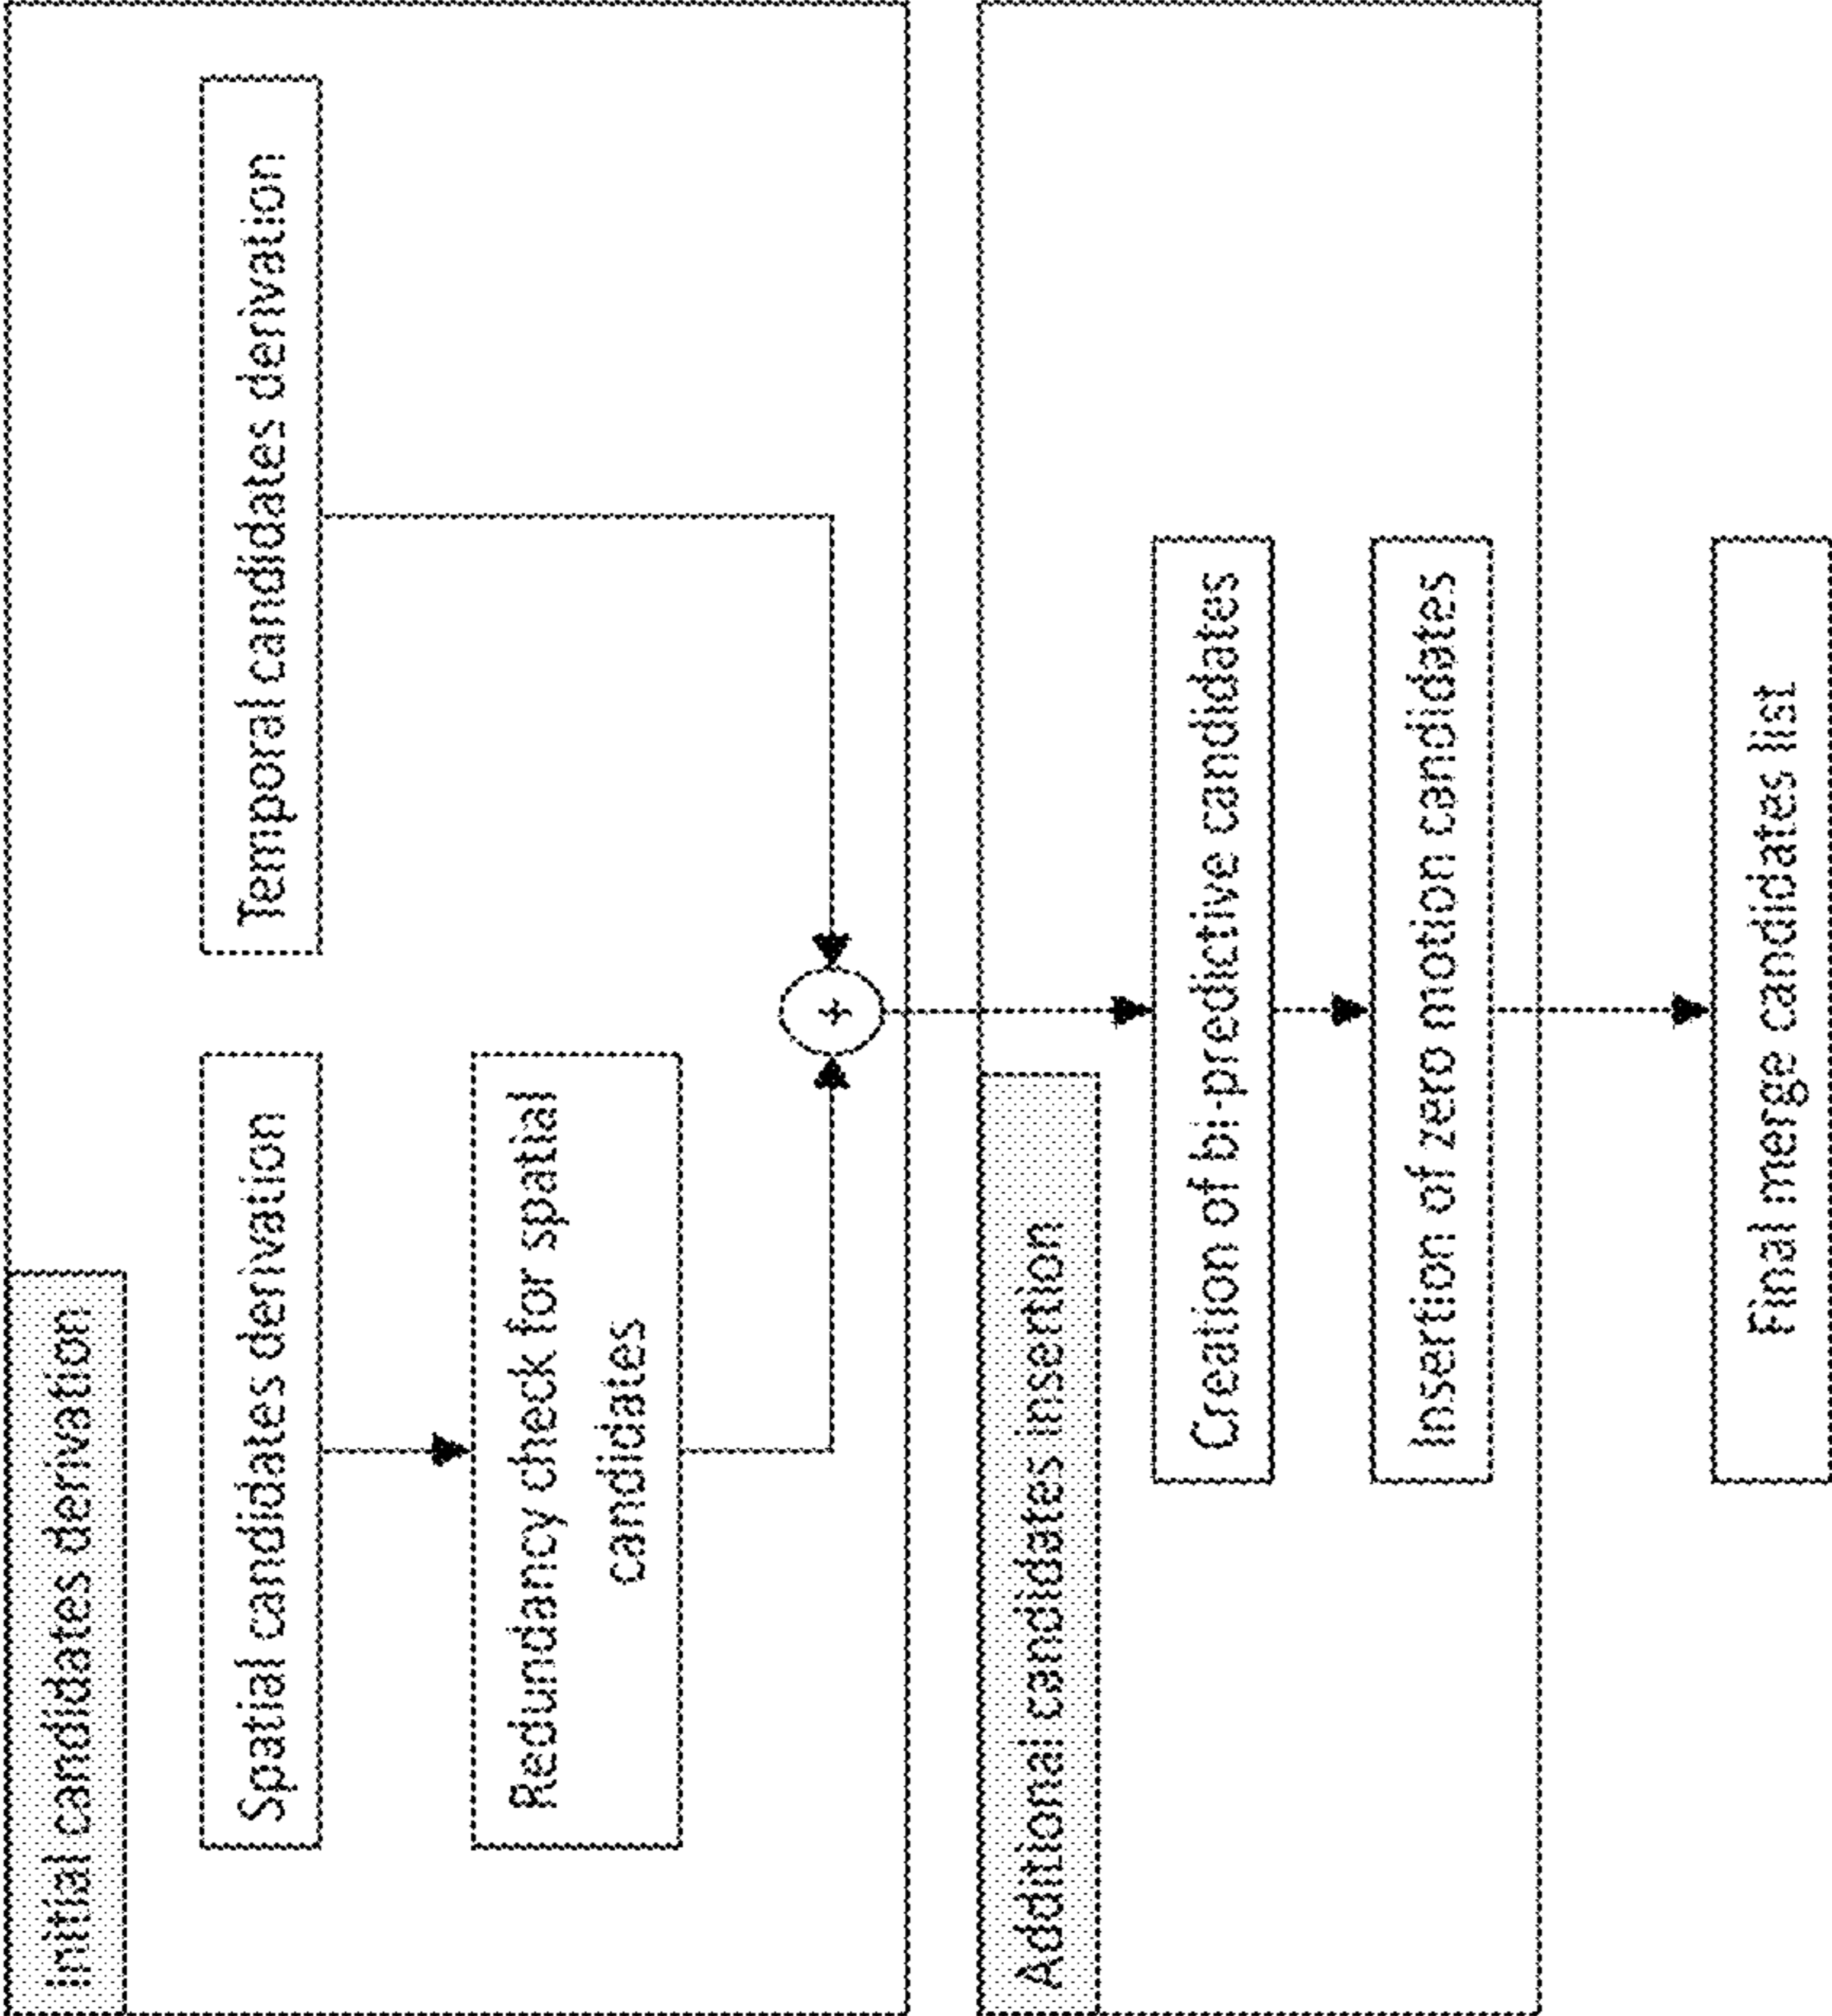 Initial candidates derivation
Spatial candidates derivation
Temporal candidates derivation
Redundancy check for spatial
candidates
+
Additional candidates insertion
Creation of bi-predictive candidates
Insertion of zero motion candidates
Final merge candidates list